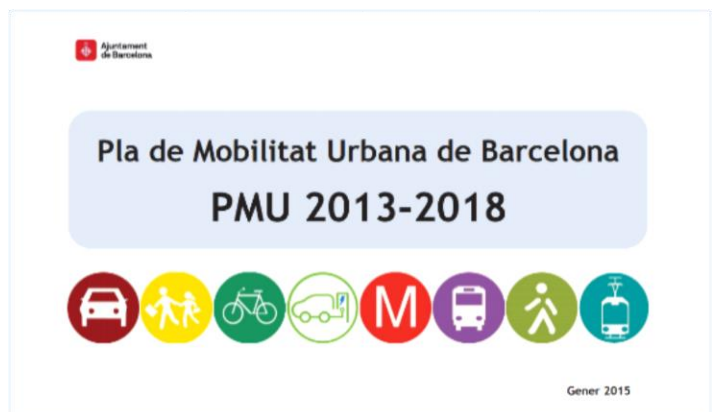 Ajuntament
de Barcelona
Pla de Mobilitat Urbana de Barcelona
PMU 2013-2018
M
Gener 2015